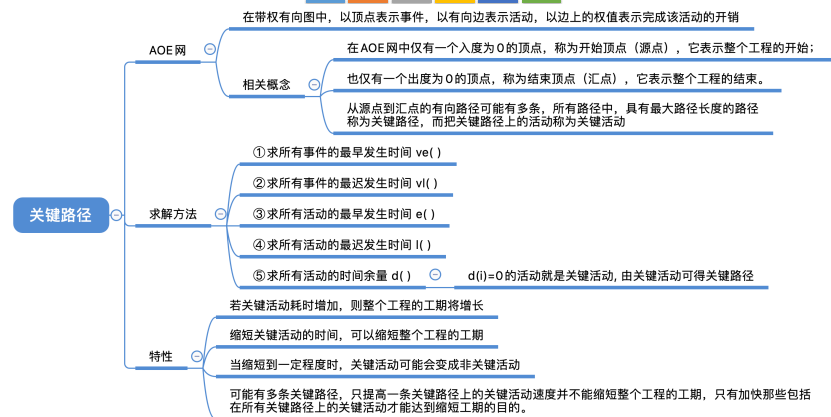 在带权有向图中，以顶点表示事件，以有向边表示活动，以边上的权值表示完成该活动的开销
AOE网
在AOE网中仅有一个入度为0的顶点，称为开始顶点（源点），它表示整个工程的开始；
相关概念
也仅有一个出度为0的顶点，称为结束顶点（汇点），它表示整个工程的结束。
从源点到汇点的有向路径可能有多条，所有路径中，具有最大路径长度的路径
称为关键路径，而把关键路径上的活动称为关键活动
①求所有事件的最早发生时间 ve( )
②求所有事件的最迟发生时间 vl( )
关键路径
求解方法
③求所有活动的最早发生时间 e( )
④求所有活动的最迟发生时间 l( )
⑤求所有活动的时间余量 d( )
d(i)=0的活动就是关键活动, 由关键活动可得关键路径
若关键活动耗时增加，则整个工程的工期将增长
缩短关键活动的时间，可以缩短整个工程的工期
特性
当缩短到一定程度时，关键活动可能会变成非关键活动
可能有多条关键路径，只提高一条关键路径上的关键活动速度并不能缩短整个工程的工期，只有加快那些包括
在所有关键路径上的关键活动才能达到缩短工期的目的。